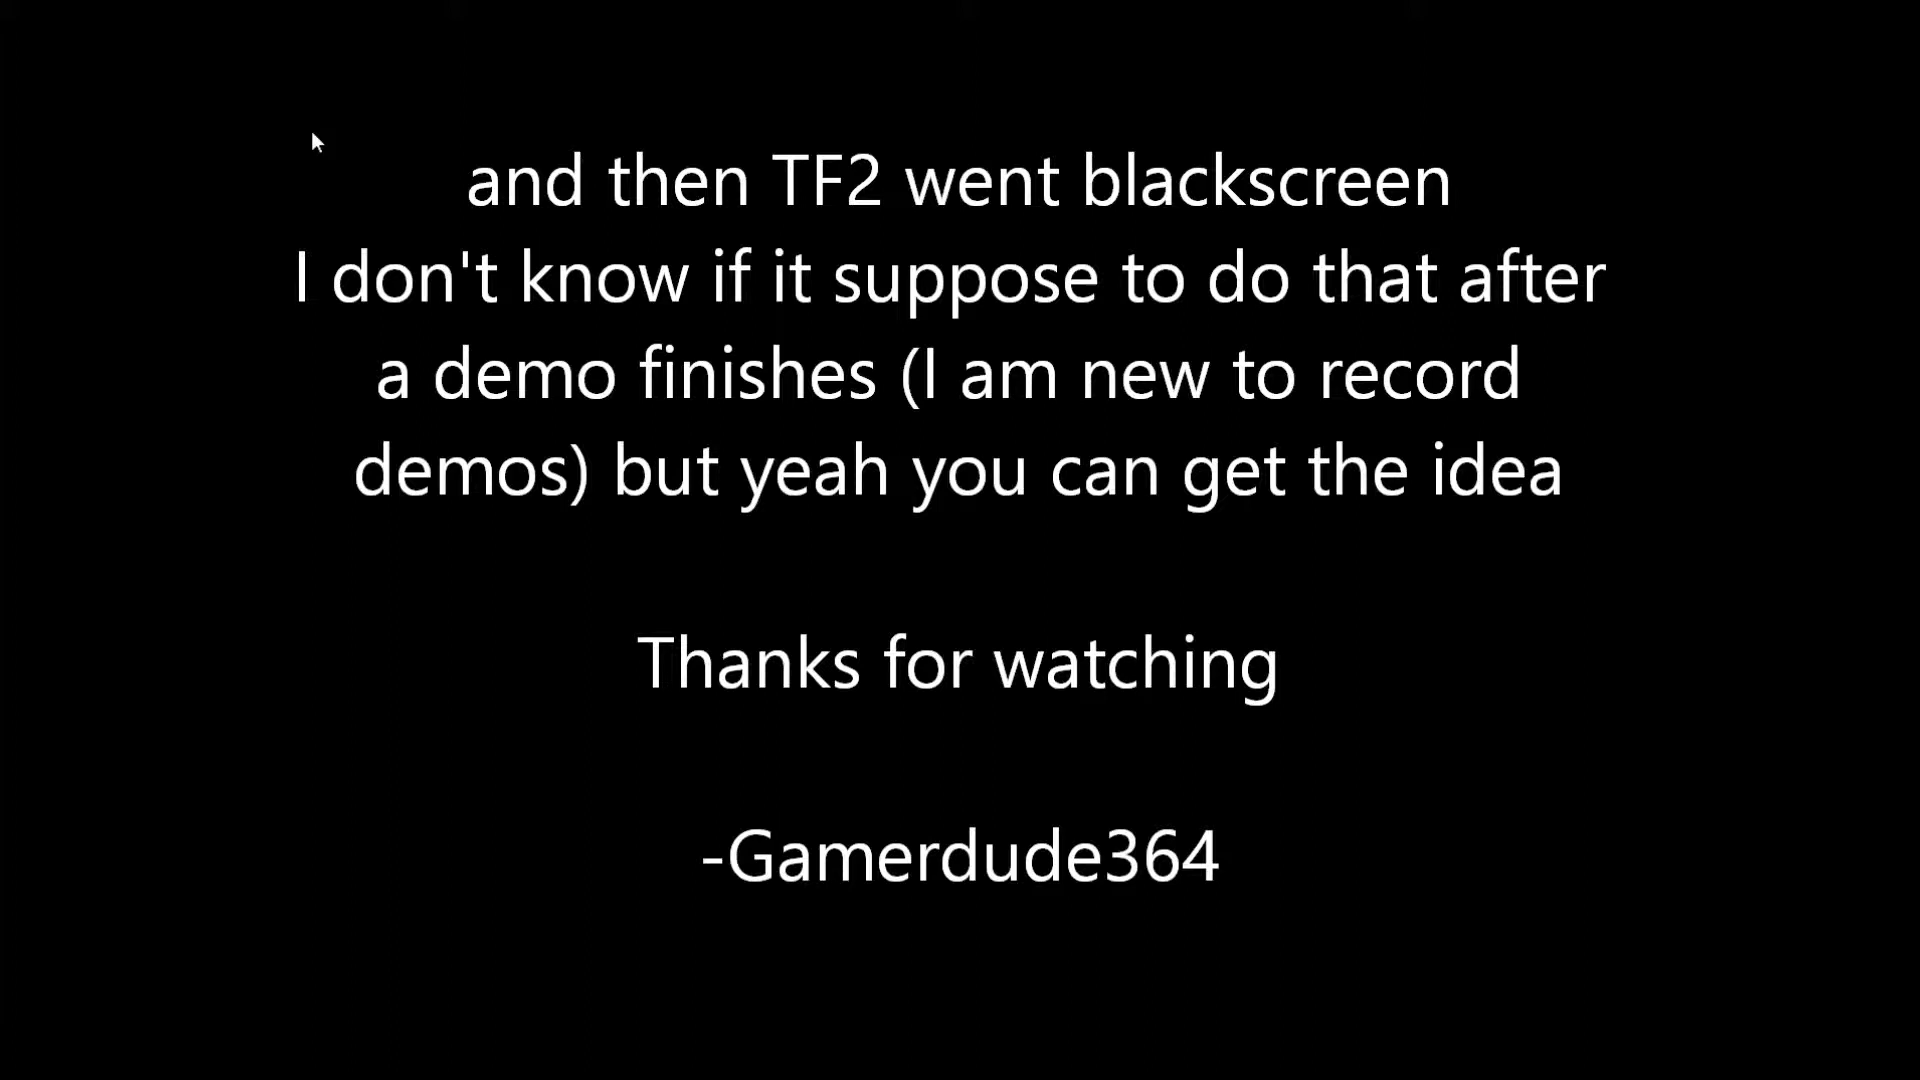 and then TF2 went blackscreen
I don't know if it suppose to do that after
a demo finishes (I am new to record
demos) but yeah you can get the idea
Thanks for watching
-Gamerdude364